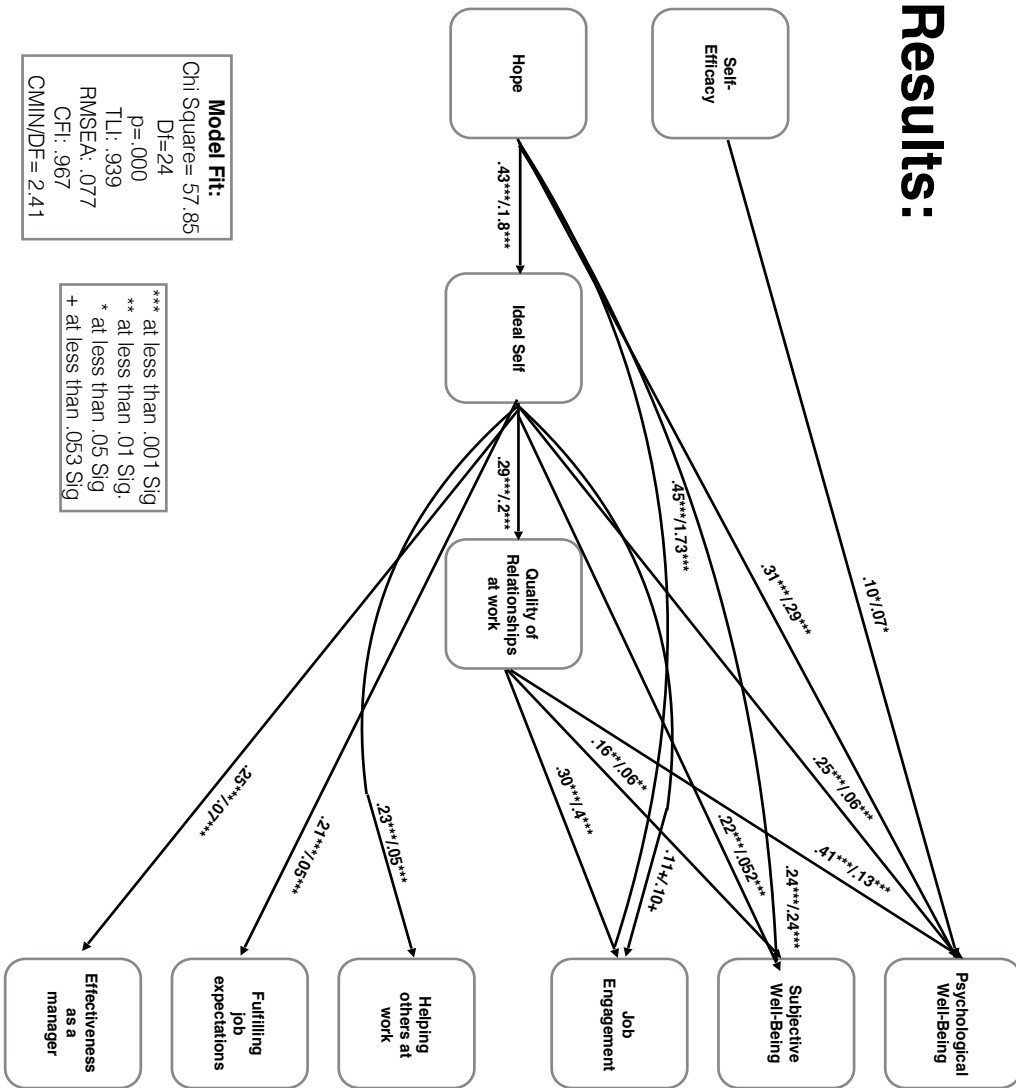 Results:
Self-
Efficacy
Hope
.10*/.07*
.31***/.29***
.24***/.24***
.45***/1.73***
.43***/1.8***
Ideal Self
.25***/.06***
.22***/.052***
.11+/.10+
.29***/.2***
Quality of
Relationships
at work
.41***/.13***
.16**/.06**
.30***/.4***
.23***/.05***
.21***/.05***
.25***/.07***
Psychological
Well-Being
Subjective
Well-Being
Job
Engagement
Helping
others at
work
Fulfilling
job
expectations
Effectiveness
as a
manager
Model Fit:
Chi Square= 57.85
Df=24
p=.000
TLI: .939
RMSEA: .077
CFI: .967
CMIN/DF= 2.41
*** at less than .001 Sig
** at less than .01 Sig.
* at less than .05 Sig
+ at less than .053 Sig